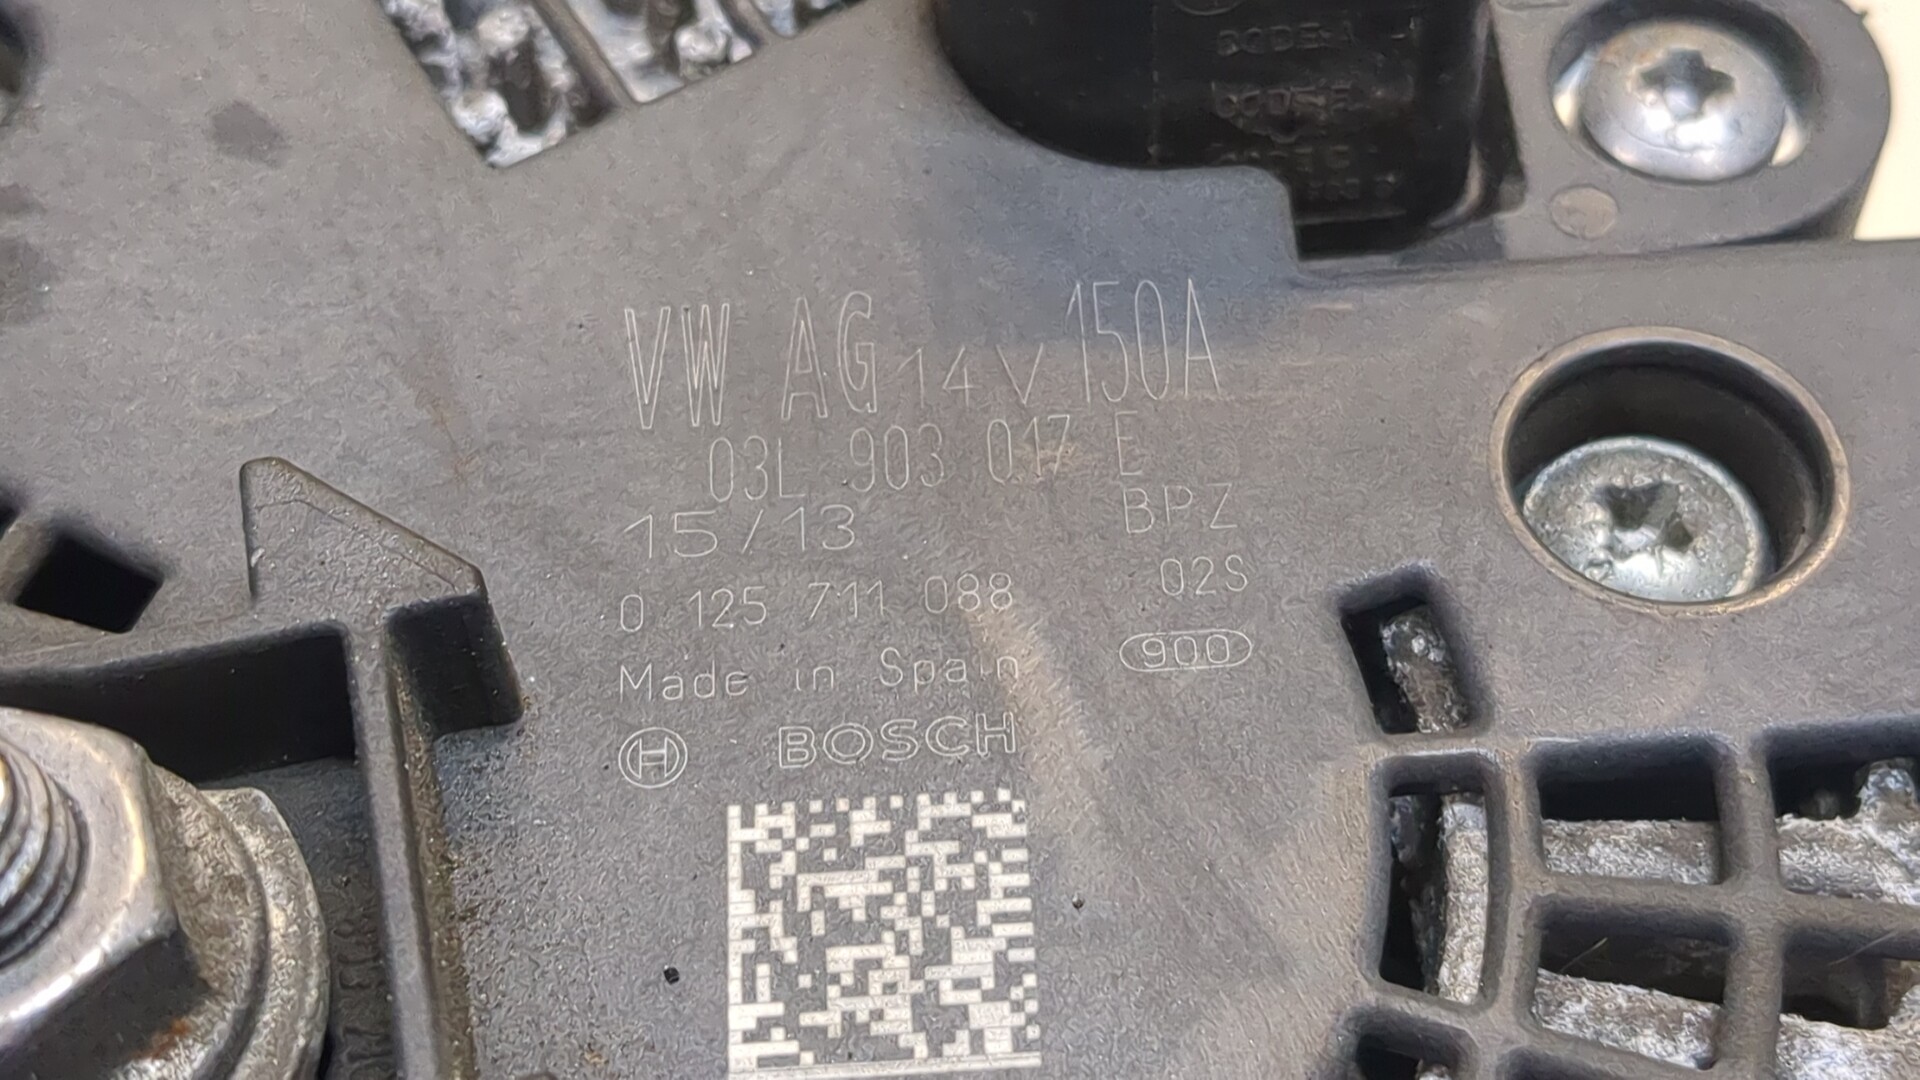 VW AG 14V 150A
03L 903 017 E
15/13 BPZ
0 125 711 088 02S
Made in Spain 900
BOSCH